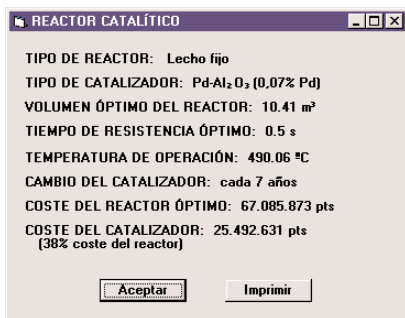 REACTOR CATALÍTICO
TIPO DE REACTOR: Lecho fijo
TIPO DE CATALIZADOR: Pd-Al₂O₃ (0,07% Pd)
VOLUMEN ÓPTIMO DEL REACTOR: 10.41 m³
TIEMPO DE RESISTENCIA ÓPTIMO: 0.5 s
TEMPERATURA DE OPERACIÓN: 490.06 ºC
CAMBIO DEL CATALIZADOR: cada 7 años
COSTE DEL REACTOR ÓPTIMO: 67.085.873 pts
COSTE DEL CATALIZADOR: 25.492.631 pts
(38% coste del reactor)
Aceptar Imprimir